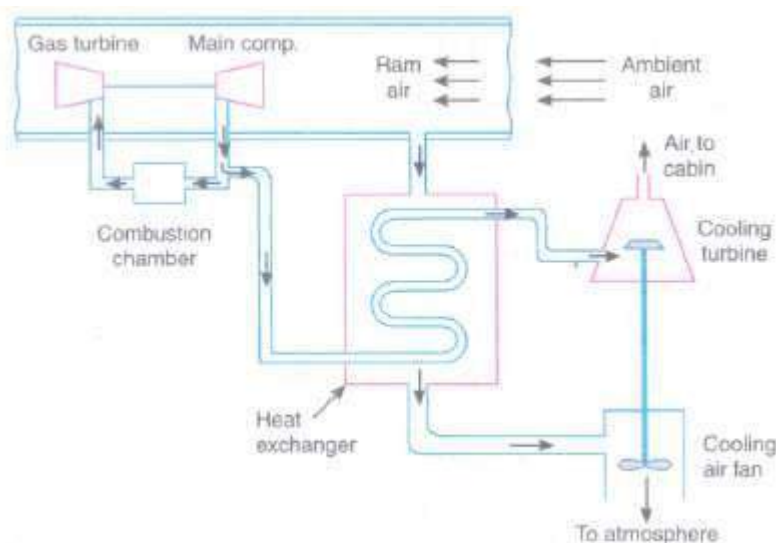 Gas turbine
Main comp.
Ram
air
Ambient
air
Air to
cabin
Combustion
chamber
Cooling
turbine
Heat
exchanger
Cooling
air fan
To atmosphere